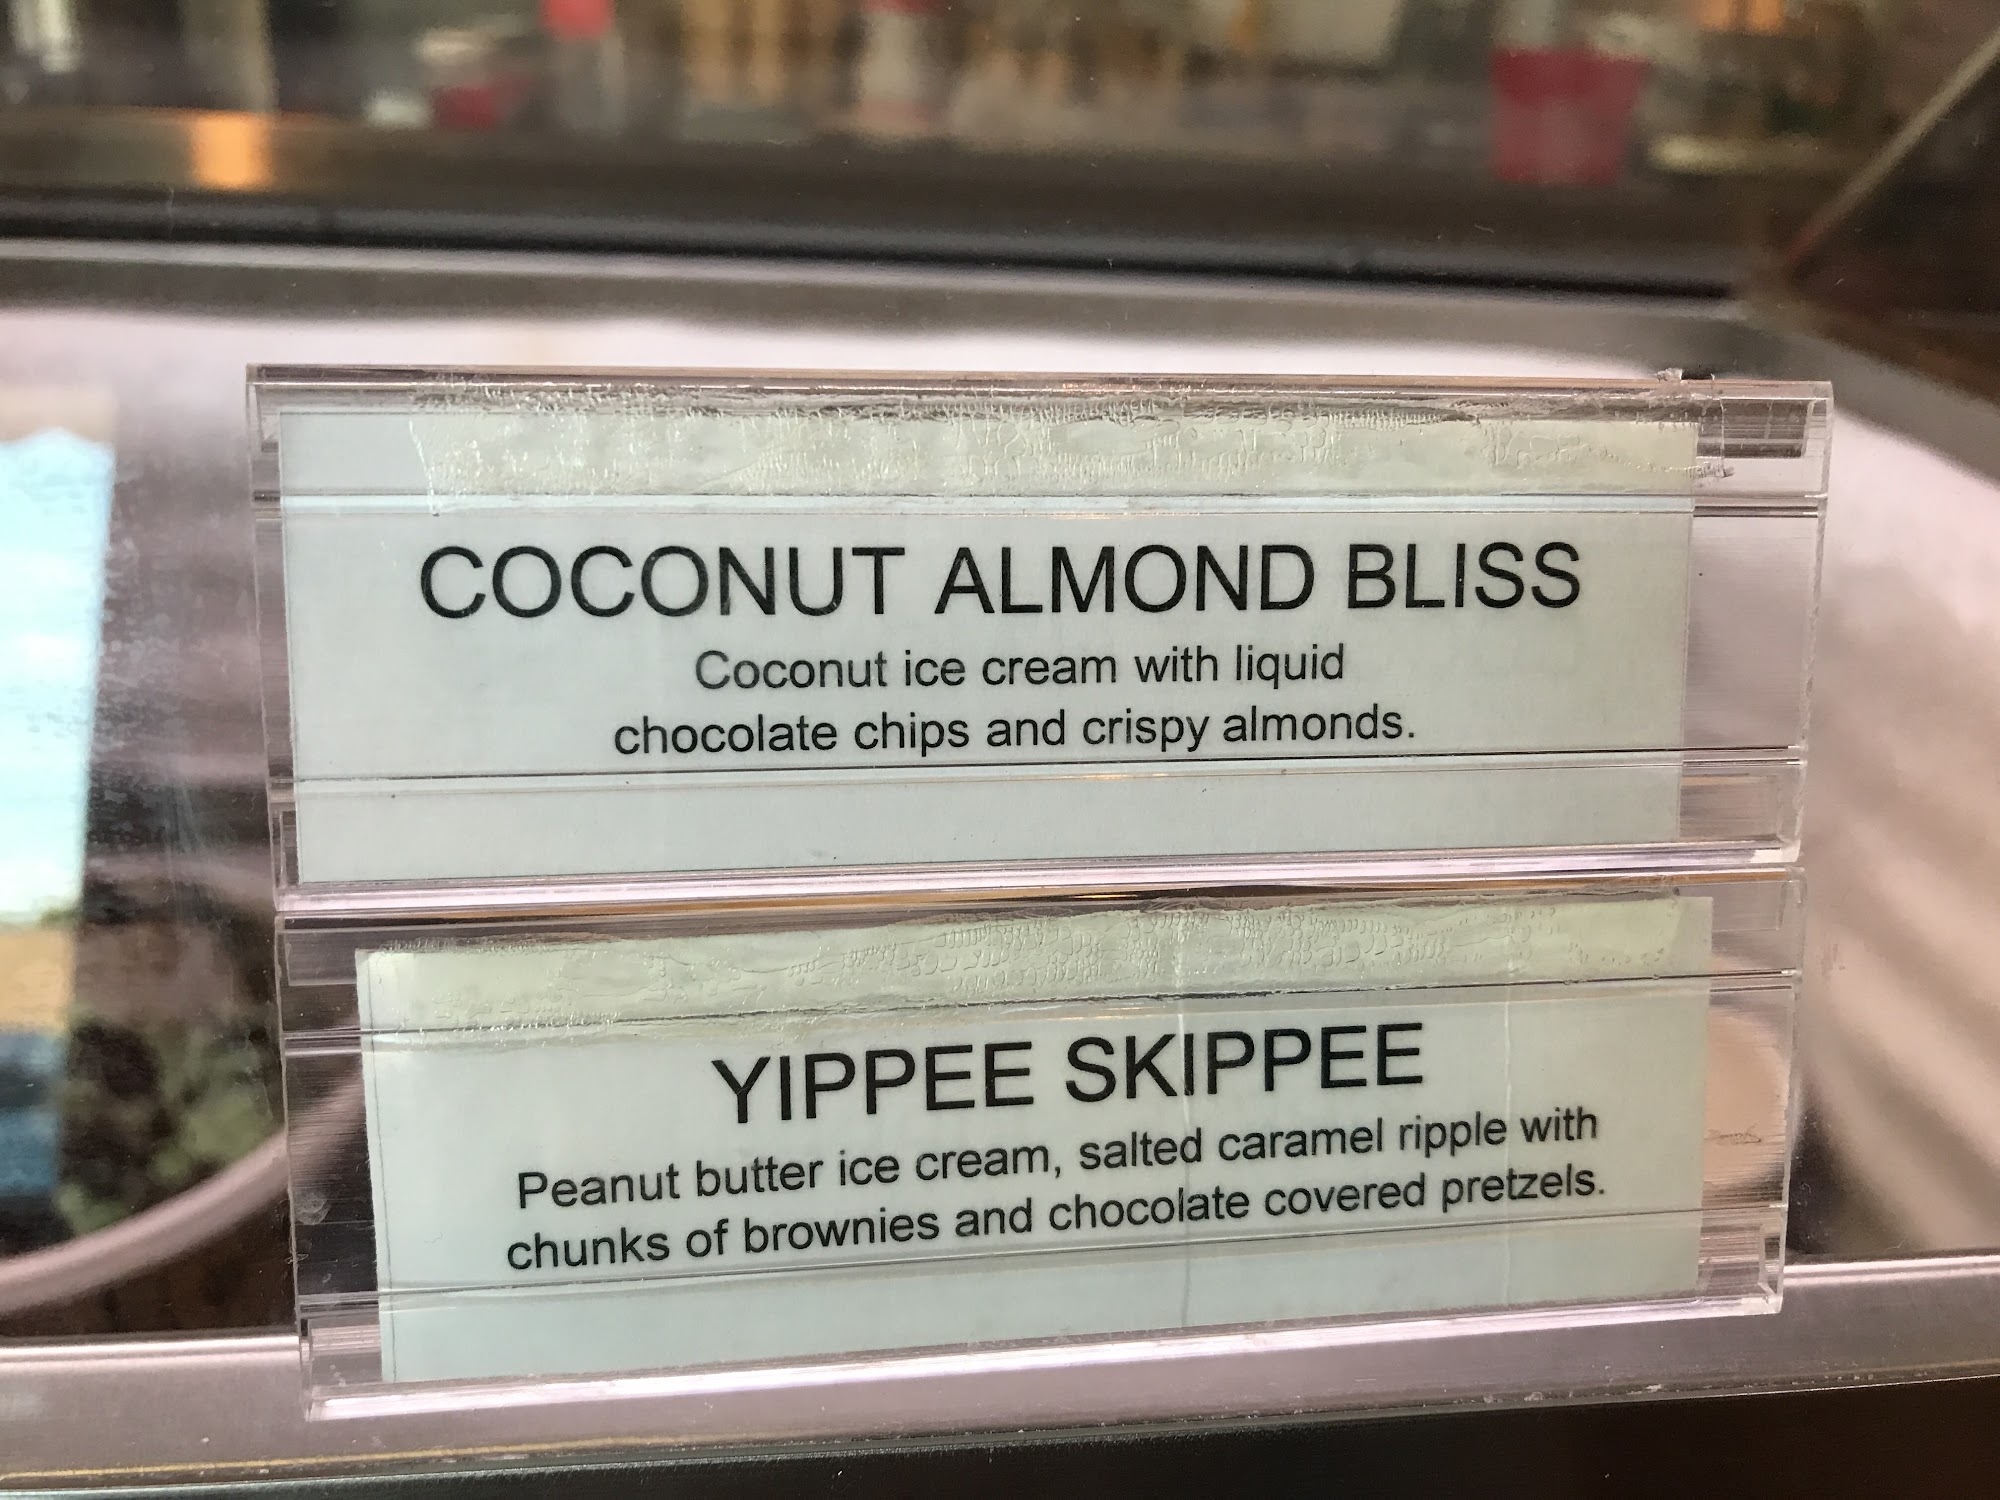 COCONUT ALMOND BLISS
Coconut ice cream with liquid
chocolate chips and crispy almonds.
YIPPEE SKIPPEE
Peanut butter ice cream, salted caramel ripple with
chunks of brownies and chocolate covered pretzels.